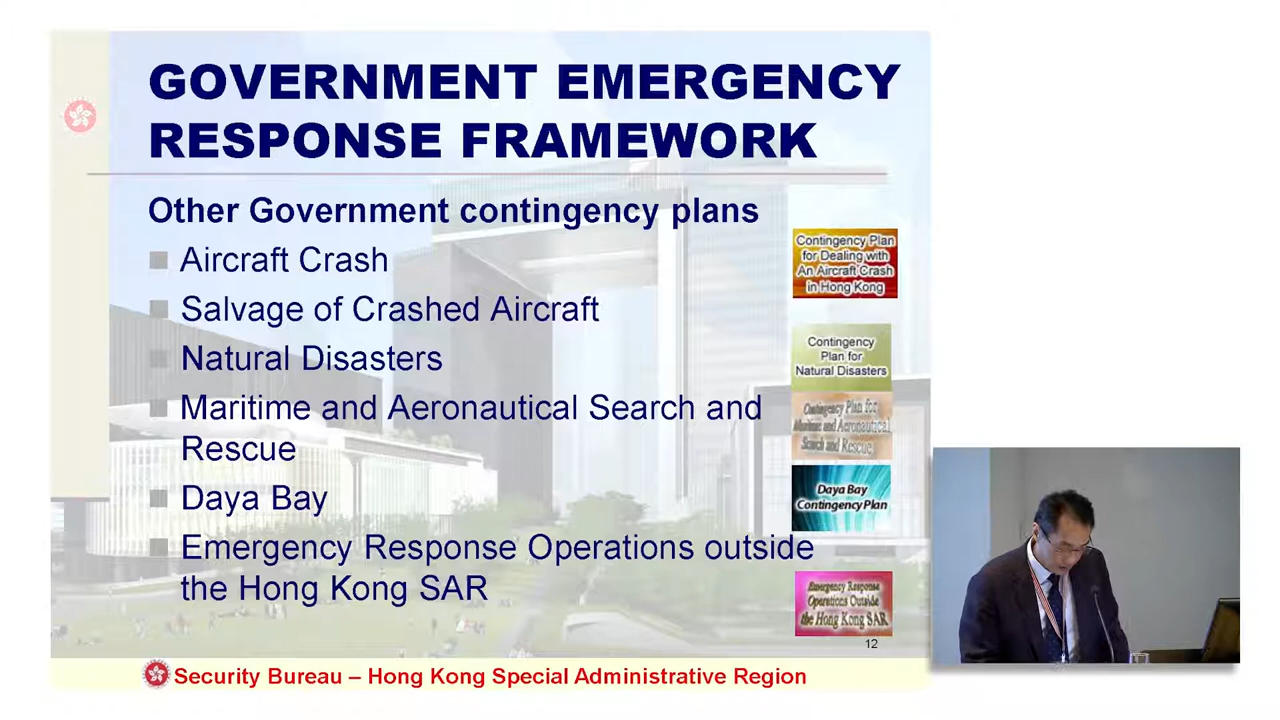 GOVERNMENT EMERGENCY
RESPONSE FRAMEWORK
Other Government contingency plans
Aircraft Crash
Salvage of Crashed Aircraft
Natural Disasters
Maritime and Aeronautical Search and
Rescue
Daya Bay
Emergency Response Operations outside
the Hong Kong SAR
Contingency Plan
for Dealing with
An Aircraft Crash
in Hong Kong
Contingency
Plan for
Natural Disasters
Contingency Plan for
Maritime and Aeronautical
Search and Rescue
Daya Bay
Contingency Plan
Emergency Response
Operations Outside
the Hong Kong SAR
12
Security Bureau – Hong Kong Special Administrative Region